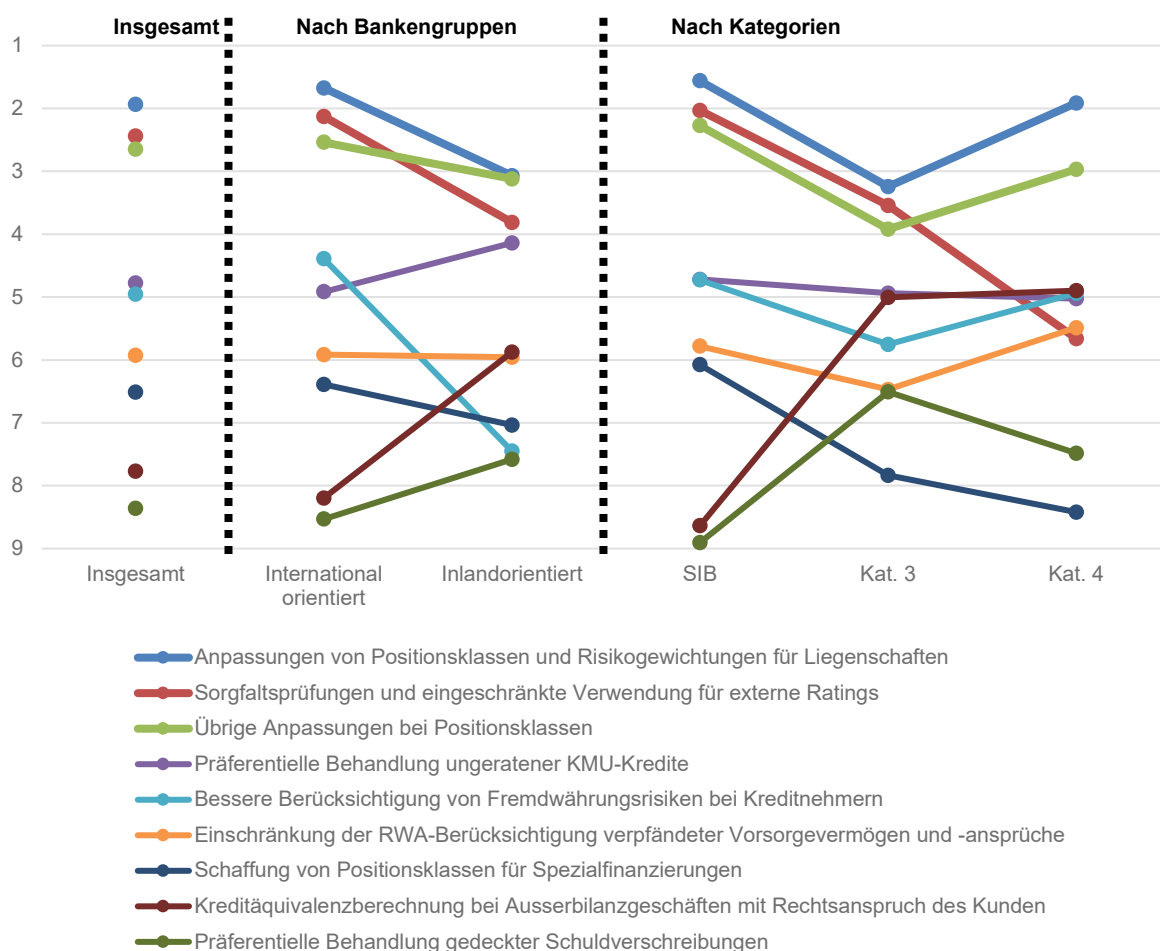 Insgesamt
Nach Bankengruppen
Nach Kategorien
1
2
3
4
5
6
7
8
9
Insgesamt
International
orientiert
Inlandorientiert
SIB
Kat. 3
Kat. 4
Anpassungen von Positionsklassen und Risikogewichtungen für Liegenschaften
Sorgfaltsprüfungen und eingeschränkte Verwendung für externe Ratings
Übrige Anpassungen bei Positionsklassen
Präferentielle Behandlung ungeratener KMU-Kredite
Bessere Berücksichtigung von Fremdwährungsrisiken bei Kreditnehmern
Einschränkung der RWA-Berücksichtigung verpfändeter Vorsorgevermögen und -ansprüche
Schaffung von Positionsklassen für Spezialfinanzierungen
Kreditäquivalenzberechnung bei Ausserbilanzgeschäften mit Rechtsanspruch des Kunden
Präferentielle Behandlung gedeckter Schuldverschreibungen